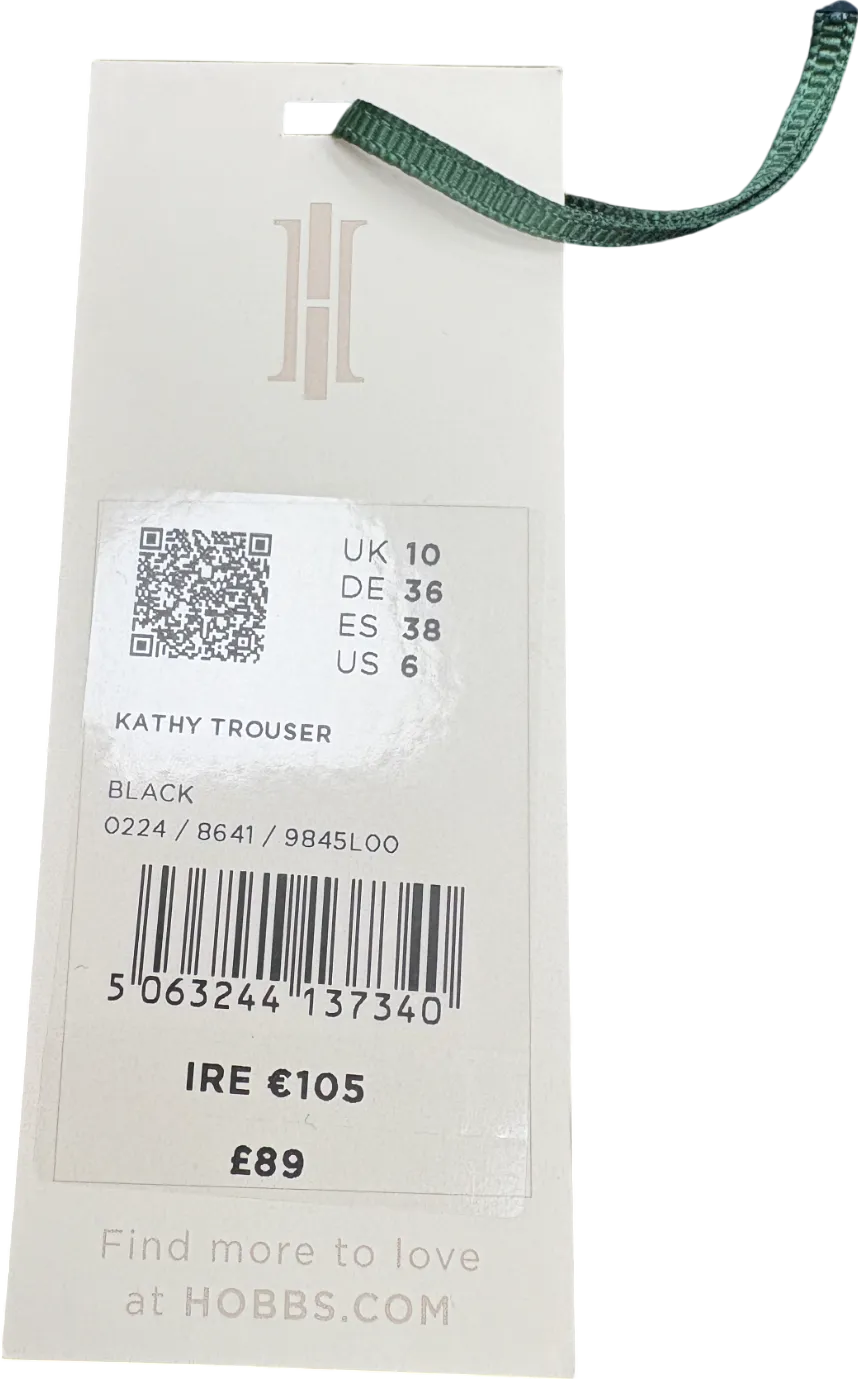 UK 10
DE 36
ES 38
US 6
KATHY TROUSER
BLACK
0224 / 8641 / 9845L00
5 063244 137340
IRE €105
£89
Find more to love
at HOBBS.COM